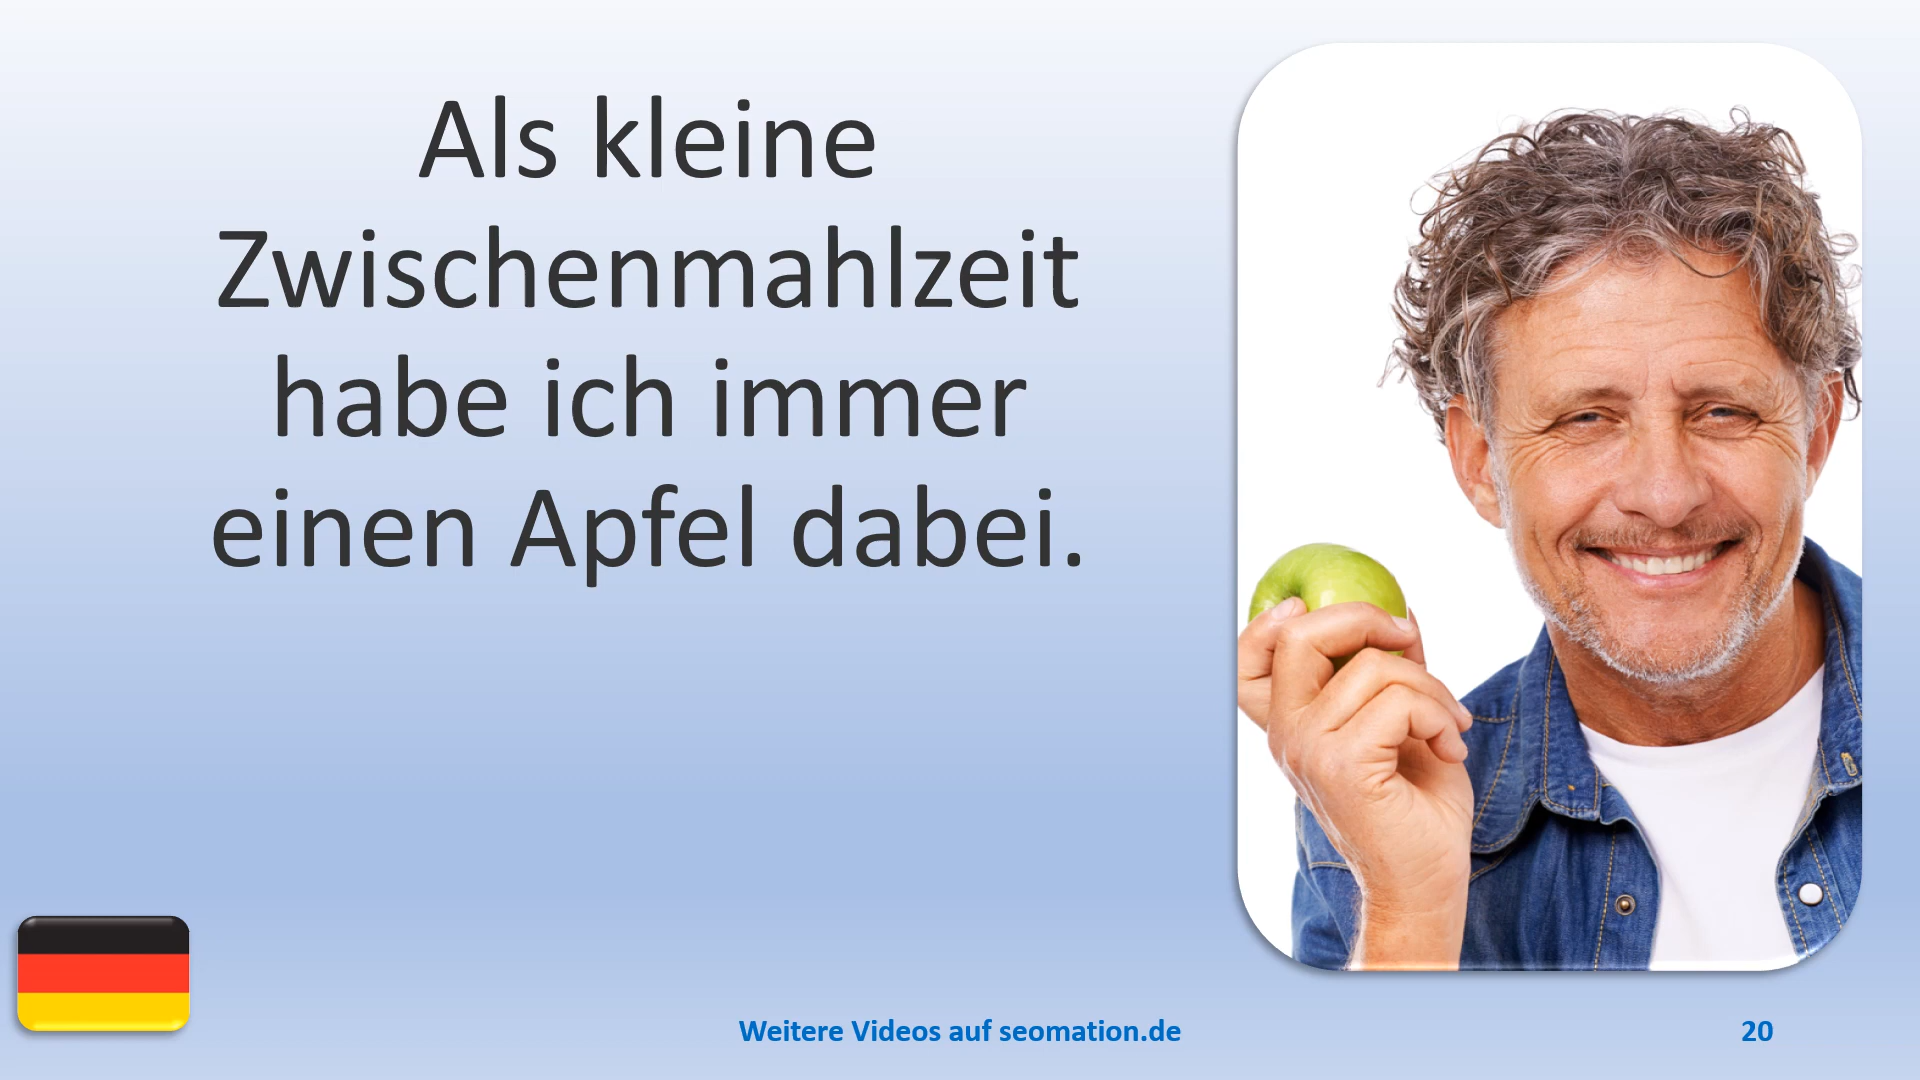 Als kleine
Zwischenmahlzeit
habe ich immer
einen Apfel dabei.
Weitere Videos auf seomation.de
20